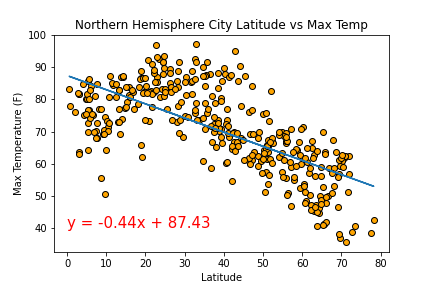 Northern Hemisphere City Latitude vs Max Temp
100
90
80
70
60
50
40
Max Temperature (F)
y = -0.44x + 87.43
0 10 20 30 40 50 60 70 80
Latitude